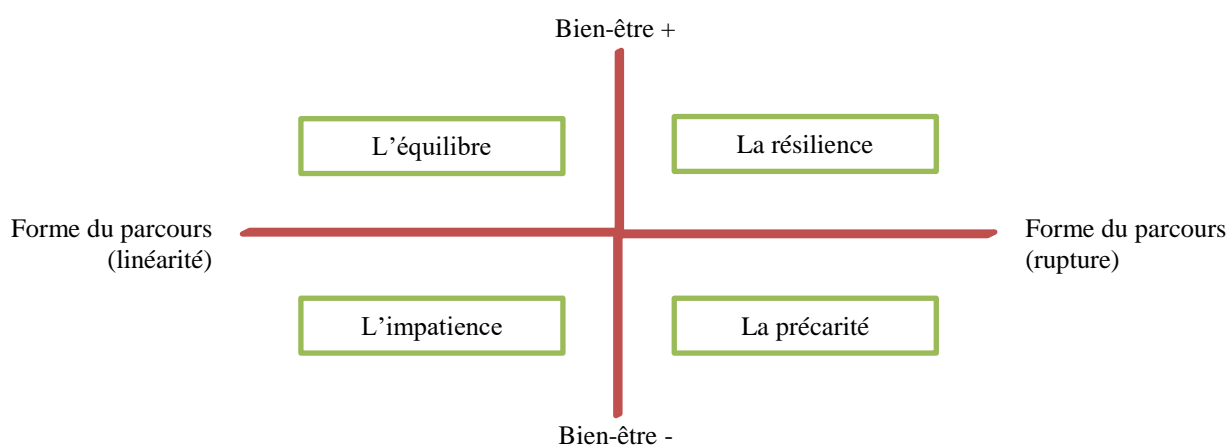 Bien-être +
L’équilibre
La résilience
Forme du parcours
(linéarité)
Forme du parcours
(rupture)
L’impatience
La précarité
Bien-être -